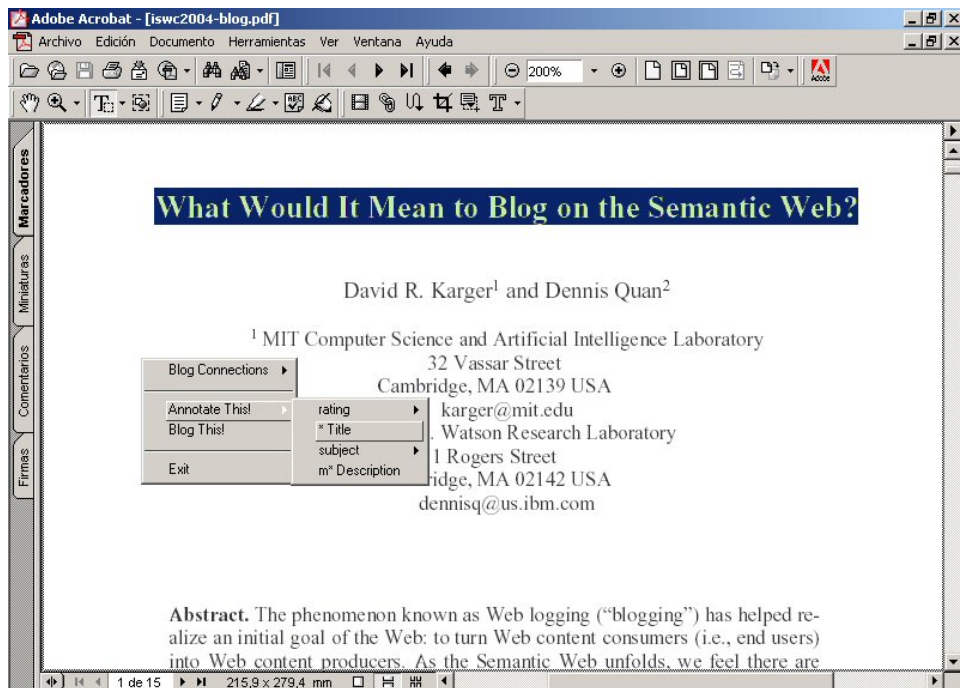 Adobe Acrobat - [iswc2004-blog.pdf]
Archivo Edición Documento Herramientas Ver Ventana Ayuda
200%
Adobe
Marcadores
Miniaturas
Comentarios
Firmas
What Would It Mean to Blog on the Semantic Web?
David R. Karger1 and Dennis Quan2
1 MIT Computer Science and Artificial Intelligence Laboratory
32 Vassar Street
Cambridge, MA 02139 USA
karger@mit.edu
. Watson Research Laboratory
1 Rogers Street
ridge, MA 02142 USA
dennisq@us.ibm.com
Blog Connections
Annotate This!
Blog This!
Exit
rating
* Title
subject
m* Description
Abstract. The phenomenon known as Web logging (“blogging”) has helped re-
alize an initial goal of the Web: to turn Web content consumers (i.e., end users)
into Web content producers. As the Semantic Web unfolds, we feel there are
1 de 15 215,9 x 279,4 mm